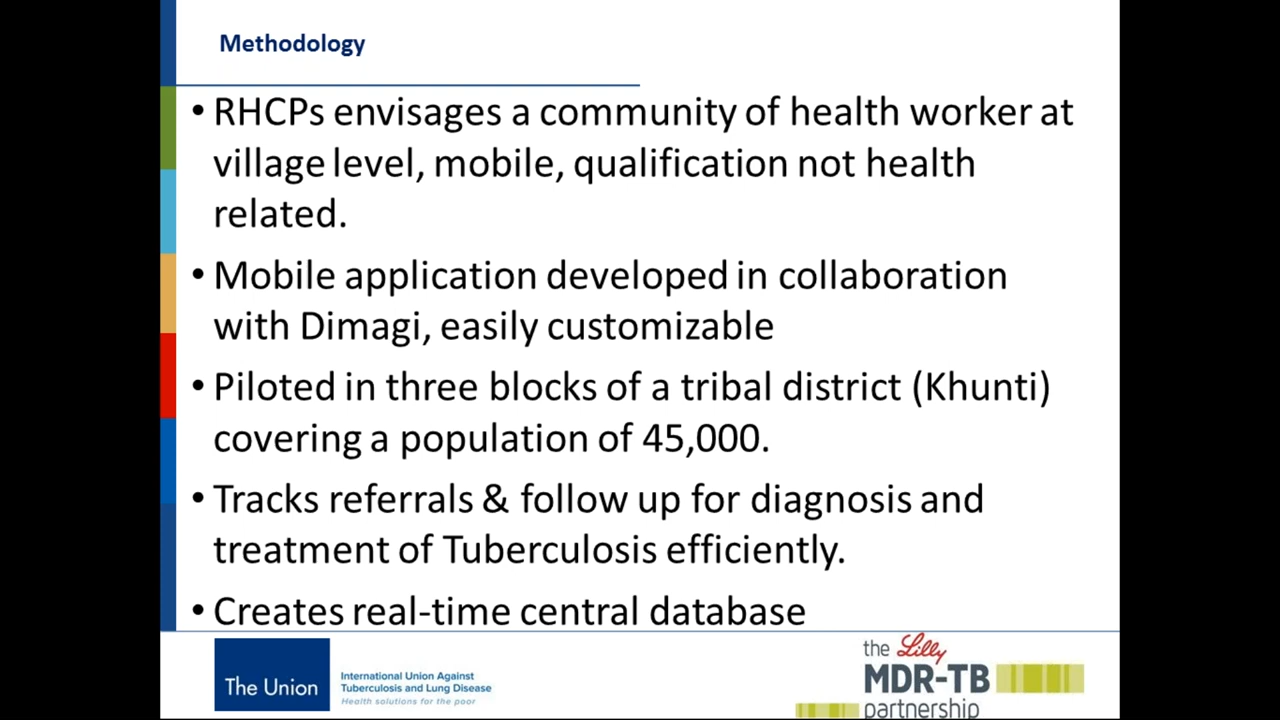 Methodology
• RHCPs envisages a community of health worker at
village level, mobile, qualification not health
related.
• Mobile application developed in collaboration
with Dimagi, easily customizable
• Piloted in three blocks of a tribal district (Khunti)
covering a population of 45,000.
• Tracks referrals & follow up for diagnosis and
treatment of Tuberculosis efficiently.
• Creates real-time central database
The Union
International Union Against
Tuberculosis and Lung Disease
Health solutions for the poor
the Lilly
MDR-TB
partnership